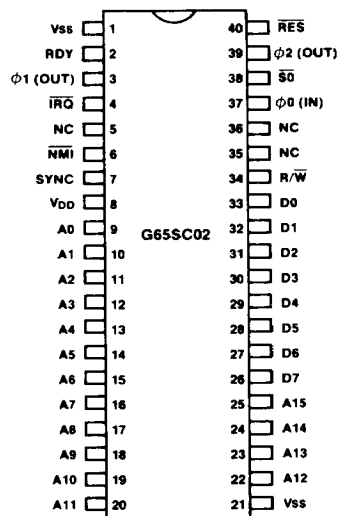 Vss 1 40 R̅E̅S̅
RDY 2 39 ϕ2 (OUT)
ϕ1 (OUT) 3 38 S̅0̅
I̅R̅Q̅ 4 37 ϕ0 (IN)
NC 5 36 NC
N̅M̅I̅ 6 35 NC
SYNC 7 34 R/W̅
VDD 8 33 D0
A0 9 32 D1
G65SC02
A1 10 31 D2
A2 11 30 D3
A3 12 29 D4
A4 13 28 D5
A5 14 27 D6
A6 15 26 D7
A7 16 25 A15
A8 17 24 A14
A9 18 23 A13
A10 19 22 A12
A11 20 21 Vss